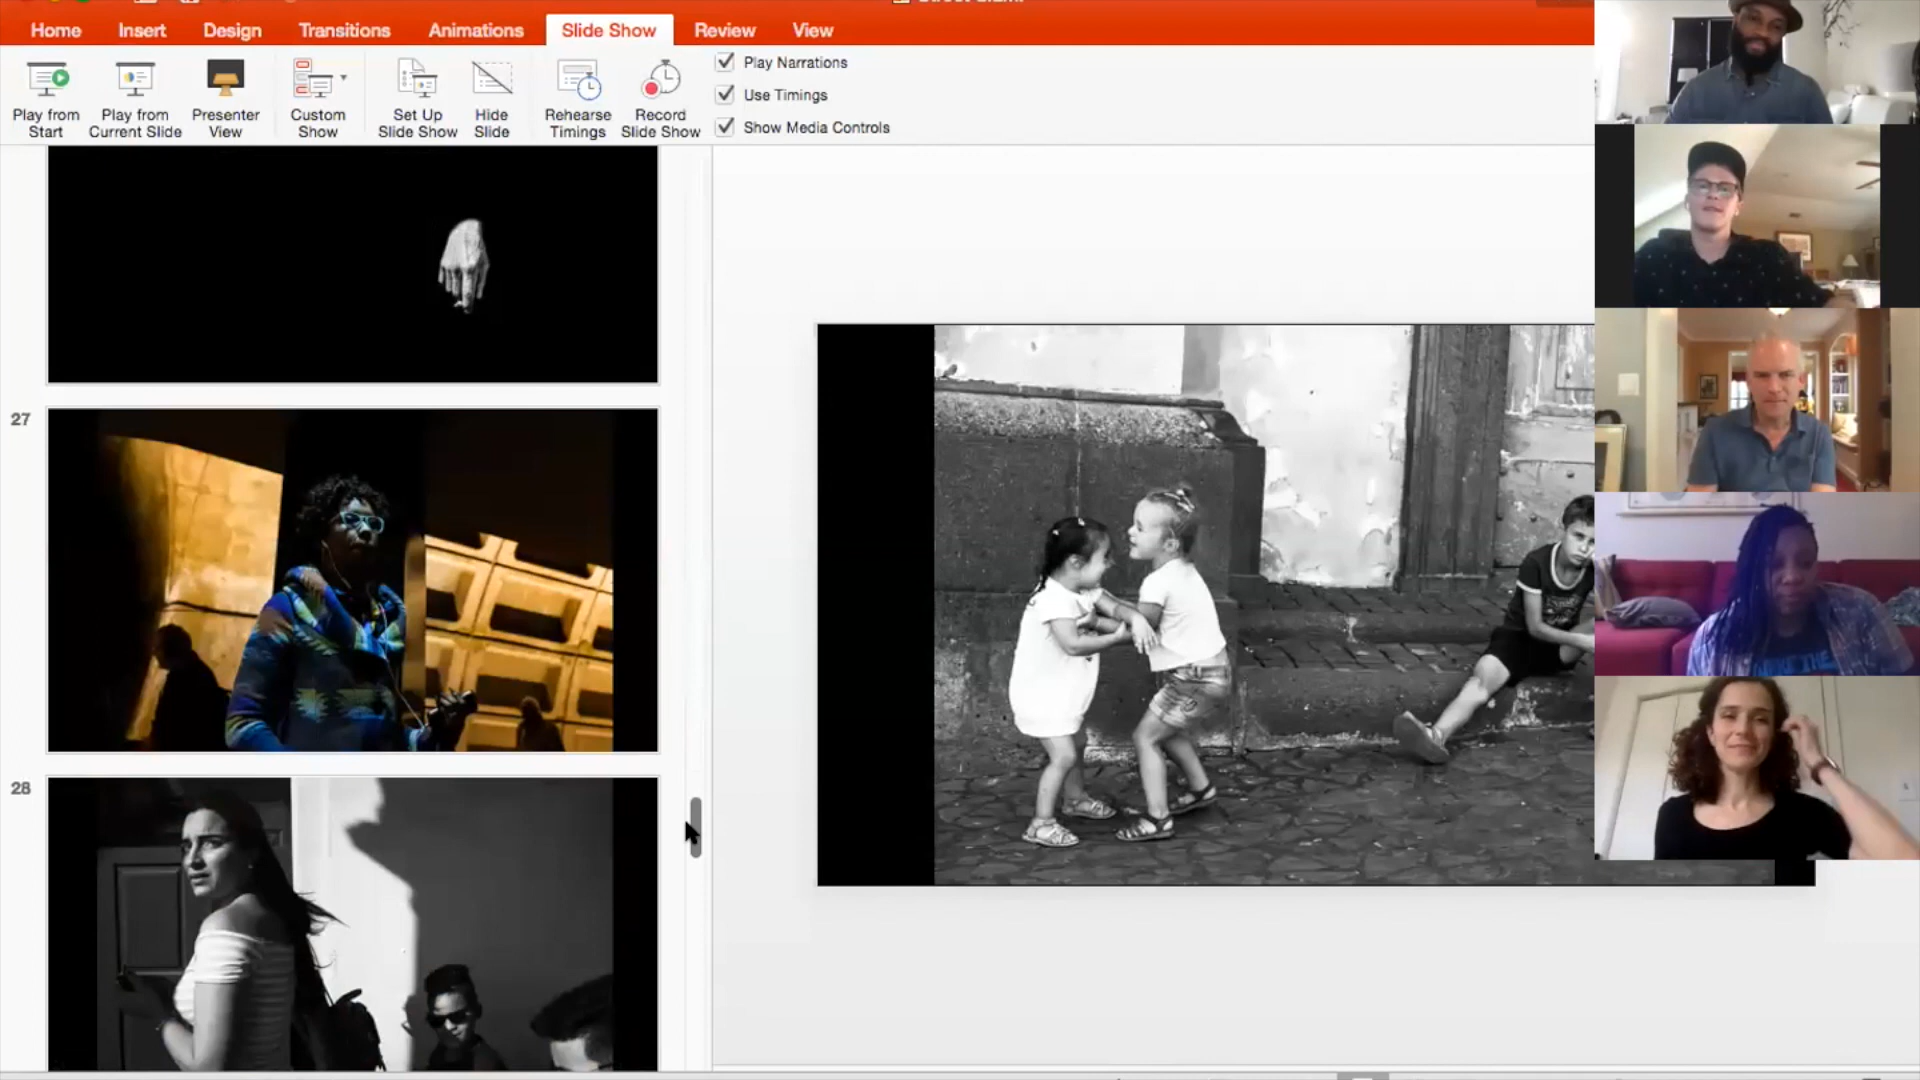 Home Insert Design Transitions Animations Slide Show Review View
Play from Start
Play from Current Slide
Presenter View
Custom Show
Set Up Slide Show
Hide Slide
Rehearse Timings
Record Slide Show
Play Narrations
Use Timings
Show Media Controls
27
28